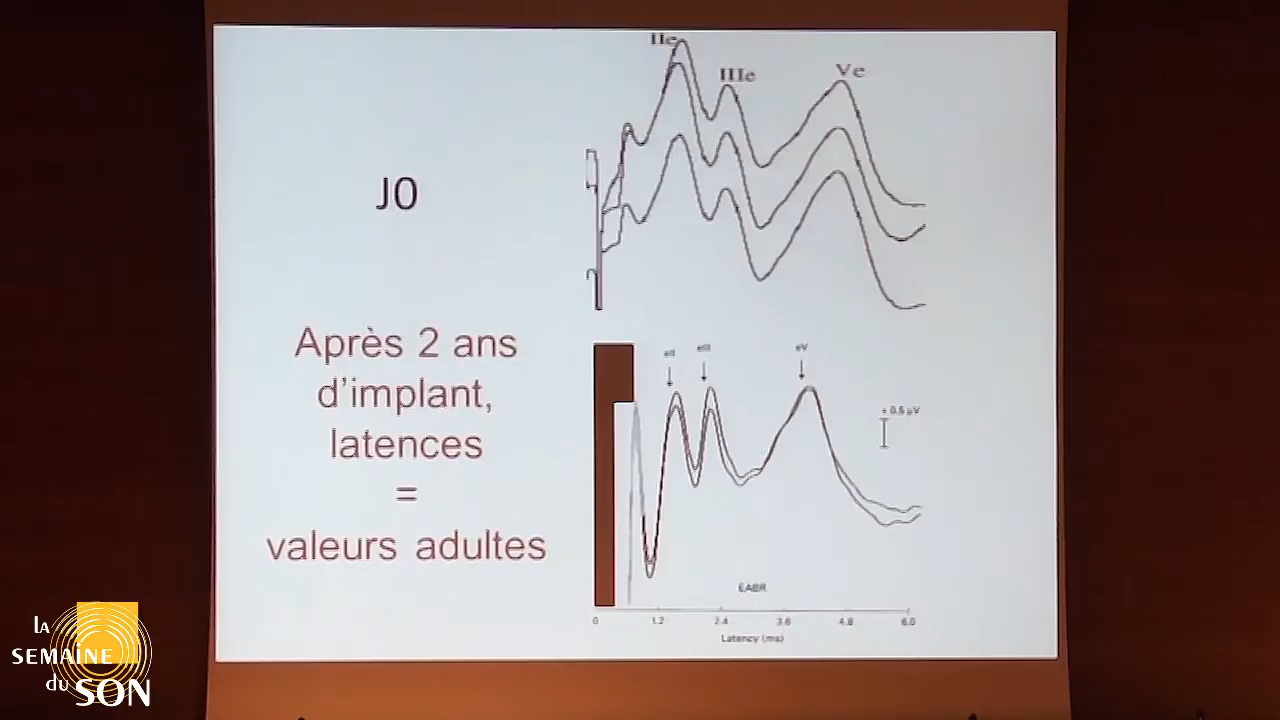 IIe
IIIe
Ve
J0
Après 2 ans
d'implant,
latences
=
valeurs adultes
eII
eIII
eV
+ 0.5 µV
EABR
0 1.2 2.4 3.6 4.8 6.0
Latency (ms)
LA
SEMAINE
du SON